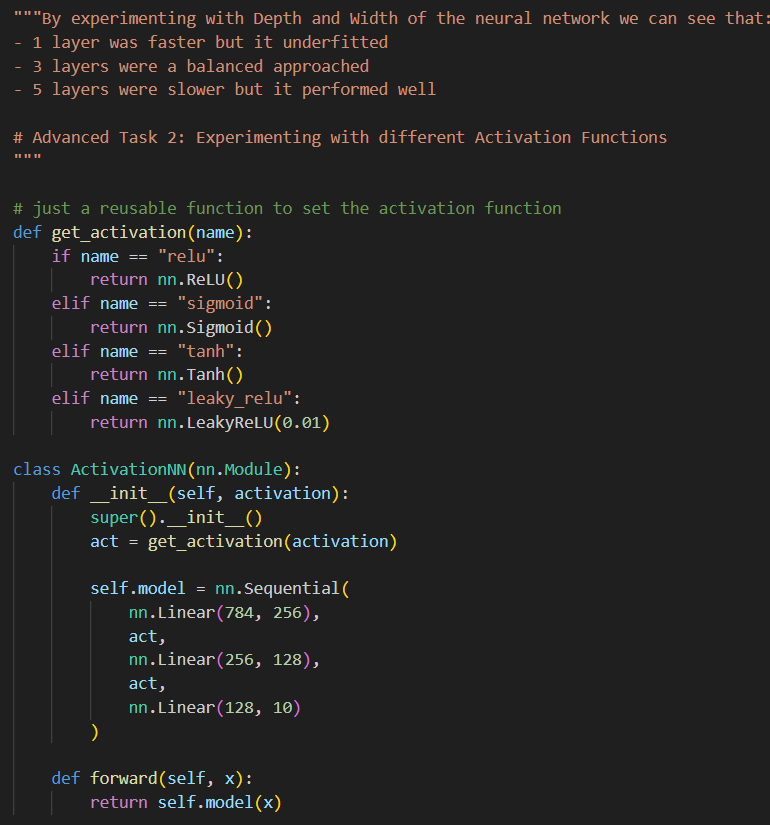 """By experimenting with Depth and Width of the neural network we can see that:
- 1 layer was faster but it underfitted
- 3 layers were a balanced approached
- 5 layers were slower but it performed well

# Advanced Task 2: Experimenting with different Activation Functions
"""

# just a reusable function to set the activation function
def get_activation(name):
    if name == "relu":
        return nn.ReLU()
    elif name == "sigmoid":
        return nn.Sigmoid()
    elif name == "tanh":
        return nn.Tanh()
    elif name == "leaky_relu":
        return nn.LeakyReLU(0.01)

class ActivationNN(nn.Module):
    def __init__(self, activation):
        super().__init__()
        act = get_activation(activation)

        self.model = nn.Sequential(
            nn.Linear(784, 256),
            act,
            nn.Linear(256, 128),
            act,
            nn.Linear(128, 10)
        )

    def forward(self, x):
        return self.model(x)